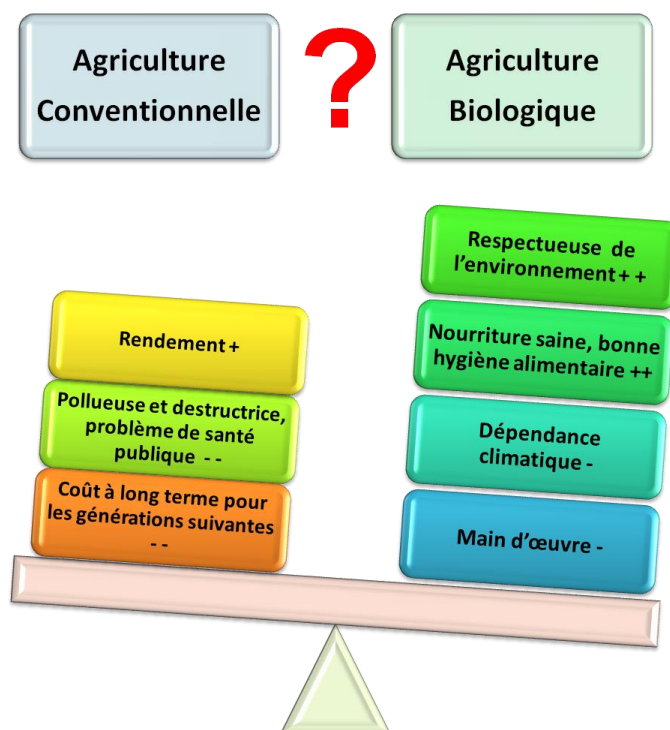 Agriculture
Conventionnelle
?
Agriculture
Biologique
Rendement +
Pollueuse et destructrice,
problème de santé
publique - -
Coût à long terme pour
les générations suivantes
- -
Respectueuse de
l'environnement + +
Nourriture saine, bonne
hygiène alimentaire ++
Dépendance
climatique -
Main d'œuvre -